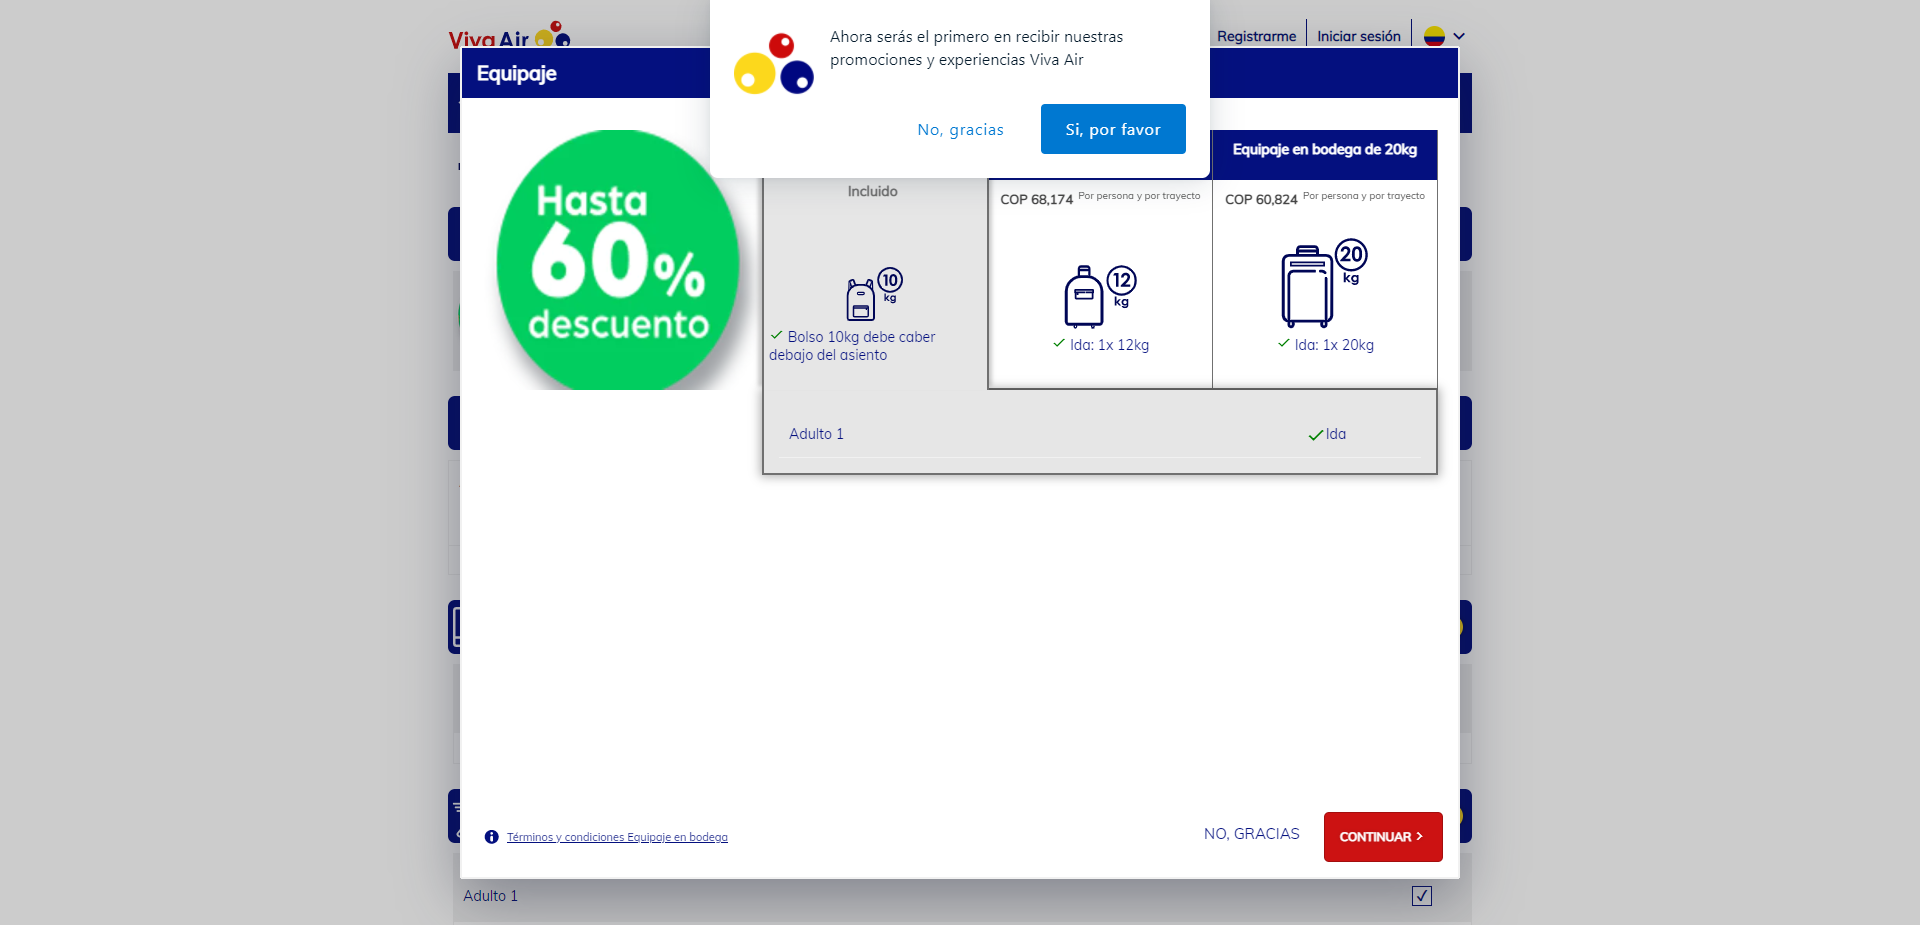 Viva Air
Registrarme
Iniciar sesión
Ahora serás el primero en recibir nuestras
promociones y experiencias Viva Air
No, gracias
Si, por favor
Equipaje
Hasta
60%
descuento
Incluido
10
kg
Bolso 10kg debe caber
debajo del asiento
COP 68,174 Por persona y por trayecto
12
kg
Ida: 1x 12kg
Equipaje en bodega de 20kg
COP 60,824 Por persona y por trayecto
20
kg
Ida: 1x 20kg
Adulto 1
Ida
Términos y condiciones Equipaje en bodega
NO, GRACIAS
CONTINUAR >
Adulto 1